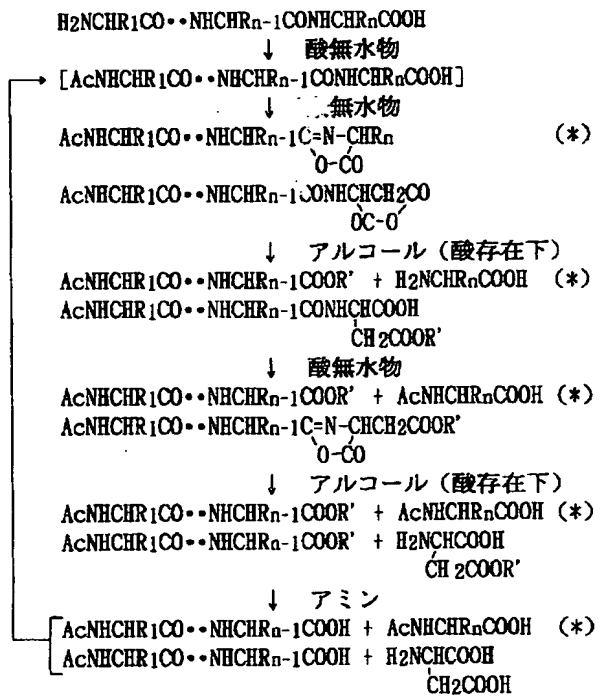 H2NCHR1CO••NHCHRn-1CONHCHRnCOOH
↓ 酸無水物
[AcNHCHR1CO••NHCHRn-1CONHCHRnCOOH]
↓ 無水物
AcNHCHR1CO••NHCHRn-1C=N-CHRn (*)
O-CO
AcNHCHR1CO••NHCHRn-1CONHCHCH2CO
OC-O
↓ アルコール（酸存在下）
AcNHCHR1CO••NHCHRn-1COOR' + H2NCHRnCOOH (*)
AcNHCHR1CO••NHCHRn-1CONHCHCOOH
CH2COOR'
↓ 酸無水物
AcNHCHR1CO••NHCHRn-1COOR' + AcNHCHRnCOOH (*)
AcNHCHR1CO••NHCHRn-1C=N-CHCH2COOR'
O-CO
↓ アルコール（酸存在下）
AcNHCHR1CO••NHCHRn-1COOR' + AcNHCHRnCOOH (*)
AcNHCHR1CO••NHCHRn-1COOR' + H2NCHCOOH
CH2COOR'
↓ アミン
AcNHCHR1CO••NHCHRn-1COOH + AcNHCHRnCOOH (*)
AcNHCHR1CO••NHCHRn-1COOH + H2NCHCOOH
CH2COOH